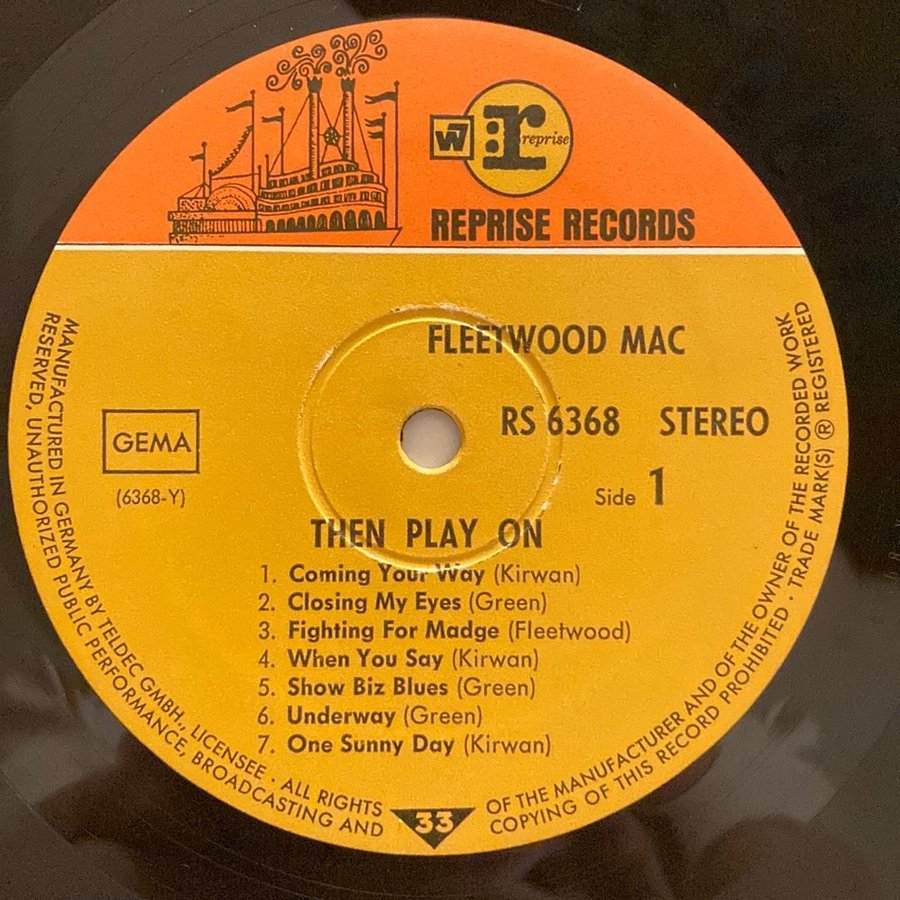 W7
r: reprise
REPRISE RECORDS
FLEETWOOD MAC
GEMA
RS 6368 STEREO
(6368-Y)
Side 1
THEN PLAY ON
1. Coming Your Way (Kirwan)
2. Closing My Eyes (Green)
3. Fighting For Madge (Fleetwood)
4. When You Say (Kirwan)
5. Show Biz Blues (Green)
6. Underway (Green)
7. One Sunny Day (Kirwan)
33
MANUFACTURED IN GERMANY BY TELDEC GMBH., LICENSEE · ALL RIGHTS
RESERVED, UNAUTHORIZED PUBLIC PERFORMANCE, BROADCASTING AND
COPYING OF THIS RECORD PROHIBITED · TRADE MARK(S) ® REGISTERED
OF THE MANUFACTURER AND OF THE OWNER OF THE RECORDED WORK